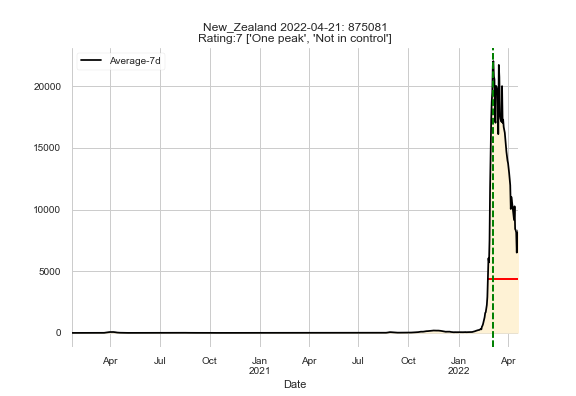 New_Zealand 2022-04-21: 875081
Rating:7 ['One peak', 'Not in control']
Average-7d
20000
15000
10000
5000
0
Apr Jul Oct Jan Apr Jul Oct Jan Apr
2021 2022
Date